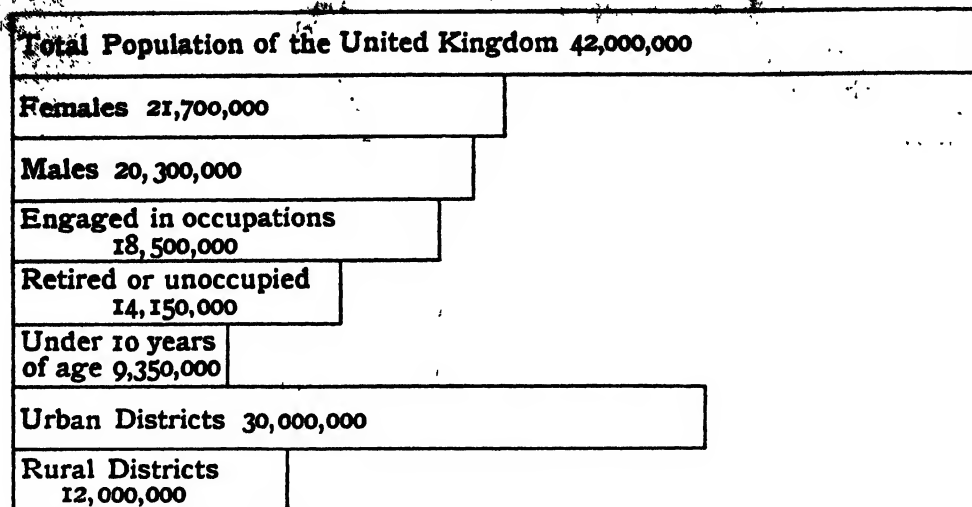 Total Population of the United Kingdom 42,000,000
Females 21,700,000
Males 20,300,000
Engaged in occupations
18,500,000
Retired or unoccupied
14,150,000
Under 10 years
of age 9,350,000
Urban Districts 30,000,000
Rural Districts
12,000,000